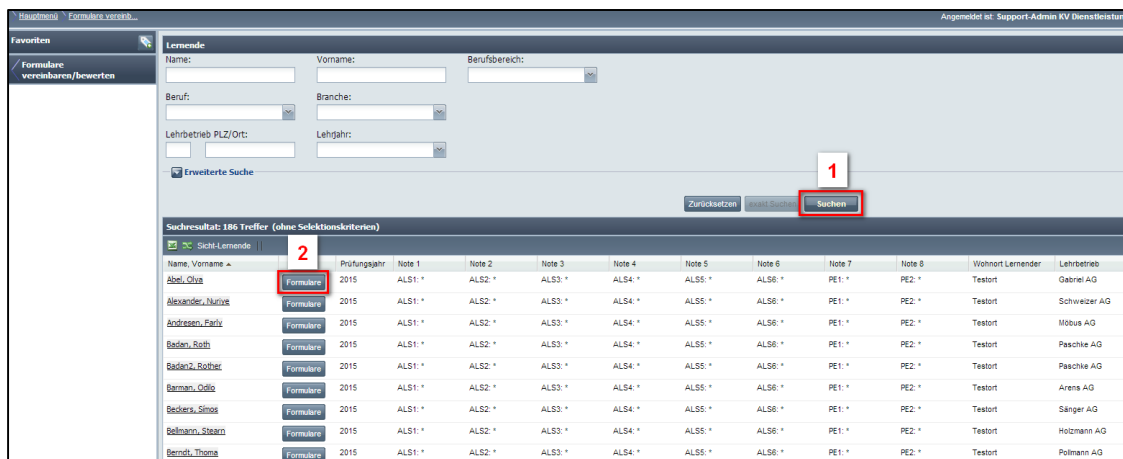 Hauptmenü Formulare vereinb... Angemeldet ist: Support-Admin KV Dienstleistun
Favoriten
Formulare
vereinbaren/bewerten
Lernende
Name: Vorname: Berufsbereich:
Beruf: Branche:
Lehrbetrieb PLZ/Ort: Lehrjahr:
Erweiterte Suche
1
Zurücksetzen exakt Suchen Suchen
Suchresultat: 186 Treffer (ohne Selektionskriterien)
Sicht-Lernende
2
Name, Vorname Prüfungsjahr Note 1 Note 2 Note 3 Note 4 Note 5 Note 6 Note 7 Note 8 Wohnort Lernender Lehrbetrieb
Abel, Olva Formulare 2015 ALS1: * ALS2: * ALS3: * ALS4: * ALS5: * ALS6: * PE1: * PE2: * Testort Gabriel AG
Alexander, Nurive Formulare 2015 ALS1: * ALS2: * ALS3: * ALS4: * ALS5: * ALS6: * PE1: * PE2: * Testort Schweizer AG
Andresen, Farly Formulare 2015 ALS1: * ALS2: * ALS3: * ALS4: * ALS5: * ALS6: * PE1: * PE2: * Testort Möbus AG
Badan, Roth Formulare 2015 ALS1: * ALS2: * ALS3: * ALS4: * ALS5: * ALS6: * PE1: * PE2: * Testort Paschke AG
Badan2, Rother Formulare 2015 ALS1: * ALS2: * ALS3: * ALS4: * ALS5: * ALS6: * PE1: * PE2: * Testort Paschke AG
Barman, Odilo Formulare 2015 ALS1: * ALS2: * ALS3: * ALS4: * ALS5: * ALS6: * PE1: * PE2: * Testort Arens AG
Beckers, Simos Formulare 2015 ALS1: * ALS2: * ALS3: * ALS4: * ALS5: * ALS6: * PE1: * PE2: * Testort Sänger AG
Bellmann, Stearn Formulare 2015 ALS1: * ALS2: * ALS3: * ALS4: * ALS5: * ALS6: * PE1: * PE2: * Testort Holzmann AG
Berndt, Thoma Formulare 2015 ALS1: * ALS2: * ALS3: * ALS4: * ALS5: * ALS6: * PE1: * PE2: * Testort Pollmann AG